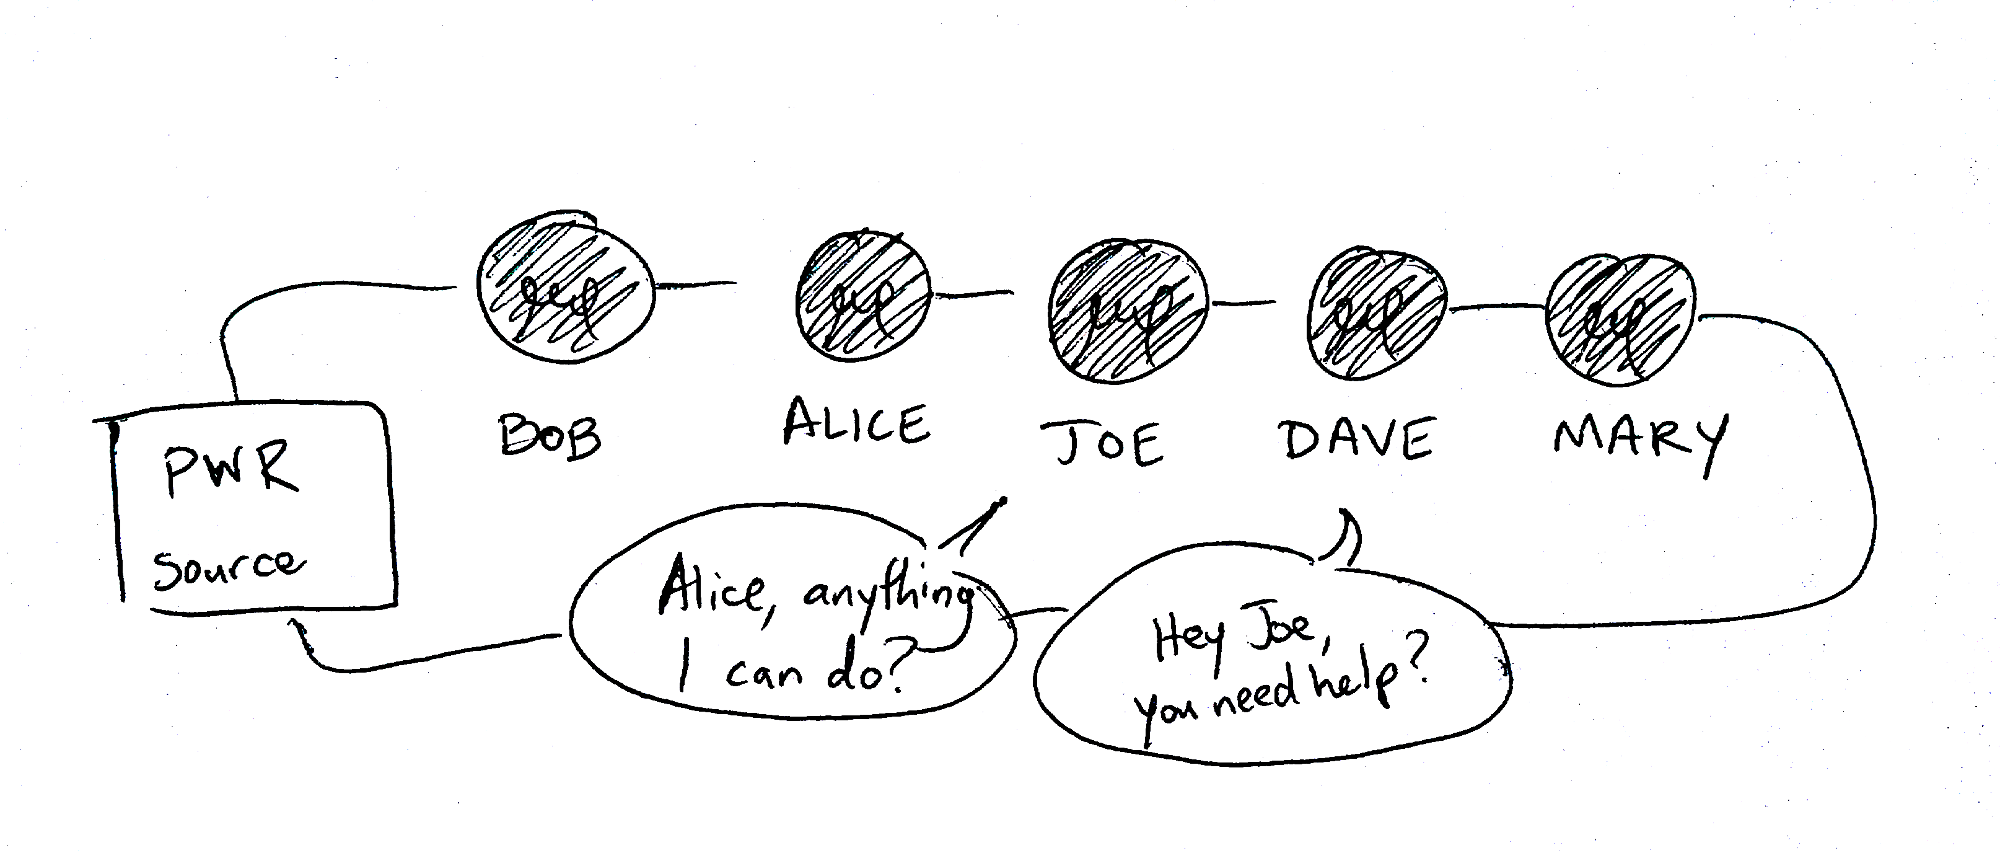 BOB
ALICE
JOE
DAVE
MARY
PWR
Source
Alice, anything
I can do?
Hey Joe,
you need help?